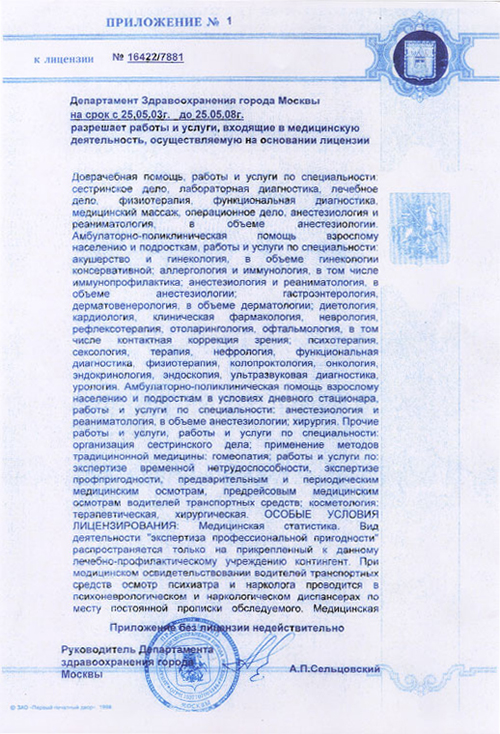 ПРИЛОЖЕНИЕ № 1
к лицензии № 16422/7881
Департамент Здравоохранения города Москвы
на срок с 25.05.03г. до 25.05.08г.
разрешает работы и услуги, входящие в медицинскую
деятельность, осуществляемую на основании лицензии
Доврачебная помощь, работы и услуги по специальности:
сестринское дело, лабораторная диагностика, лечебное
дело, физиотерапия, функциональная диагностика,
медицинский массаж, операционное дело, анестезиология и
реаниматология, в объеме анестезиологии.
Амбулаторно-поликлиническая помощь взрослому
населению и подросткам, работы и услуги по специальности:
акушерство и гинекология, в объеме гинекологии
консервативной; аллергология и иммунология, в том числе
иммунопрофилактика; анестезиология и реаниматология, в
объеме анестезиологии; гастроэнтерология,
дерматовенерология, в объеме дерматологии; диетология,
кардиология, клиническая фармакология, неврология,
рефлексотерапия, отоларингология, офтальмология, в том
числе контактная коррекция зрения; психотерапия,
сексология, терапия, нефрология, функциональная
диагностика, физиотерапия, колопроктология, онкология,
эндокринология, эндоскопия, ультразвуковая диагностика,
урология. Амбулаторно-поликлиническая помощь взрослому
населению и подросткам в условиях дневного стационара,
работы и услуги по специальности: анестезиология и
реаниматология, в объеме анестезиологии; хирургия. Прочие
работы и услуги, работы и услуги по специальности:
организация сестринского дела; применение методов
традиционной медицины: гомеопатия; работы и услуги по:
экспертизе временной нетрудоспособности, экспертизе
профпригодности, предварительным и периодическим
медицинским осмотрам, предрейсовым медицинским
осмотрам водителей транспортных средств; косметология:
терапевтическая, хирургическая. ОСОБЫЕ УСЛОВИЯ
ЛИЦЕНЗИРОВАНИЯ: Медицинская статистика. Вид
деятельности "экспертиза профессиональной пригодности"
распространяется только на прикрепленный к данному
лечебно-профилактическому учреждению контингент. При
медицинском освидетельствовании водителей транспортных
средств осмотр психиатра и нарколога проводится в
психоневрологическом и наркологическом диспансерах по
месту постоянной прописки обследуемого. Медицинская
Приложение без лицензии недействительно
Руководитель Департамента
здравоохранения города
Москвы
А.П.Сельцовский
© ЗАО «Первый печатный двор», 1998